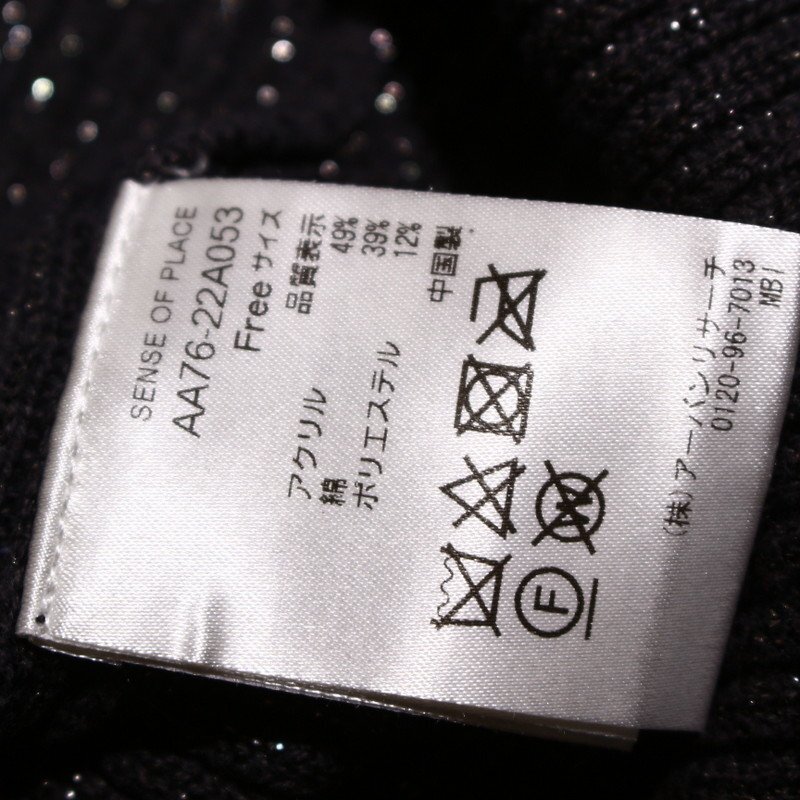 SENSE OF PLACE
AA76-22A053
Free サイズ
品質表示
アクリル 49%
綿 39%
ポリエステル 12%
中国製
W
F
(株)アーバンリサーチ
0120-96-7013
MB1